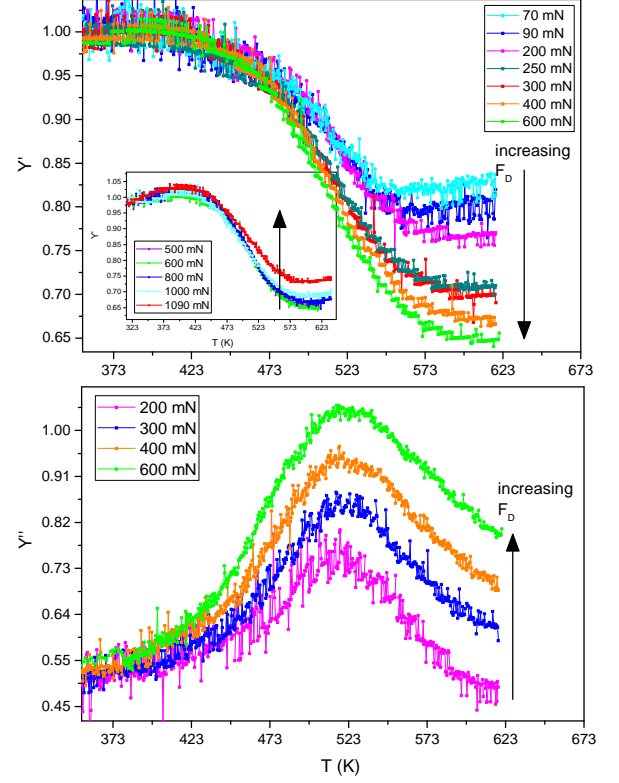 70 mN
90 mN
200 mN
250 mN
300 mN
400 mN
600 mN
increasing
F_D
Y'
1.00
0.95
0.90
0.85
0.80
0.75
0.70
0.65
373
423
473
523
573
623
673
Y'
1.05
1.00
0.95
0.90
0.85
0.80
0.75
0.70
0.65
500 mN
600 mN
800 mN
1000 mN
1090 mN
323
373
423
473
523
573
623
T (K)
200 mN
300 mN
400 mN
600 mN
increasing
F_D
Y''
1.00
0.91
0.82
0.73
0.64
0.55
0.45
373
423
473
523
573
623
673
T (K)